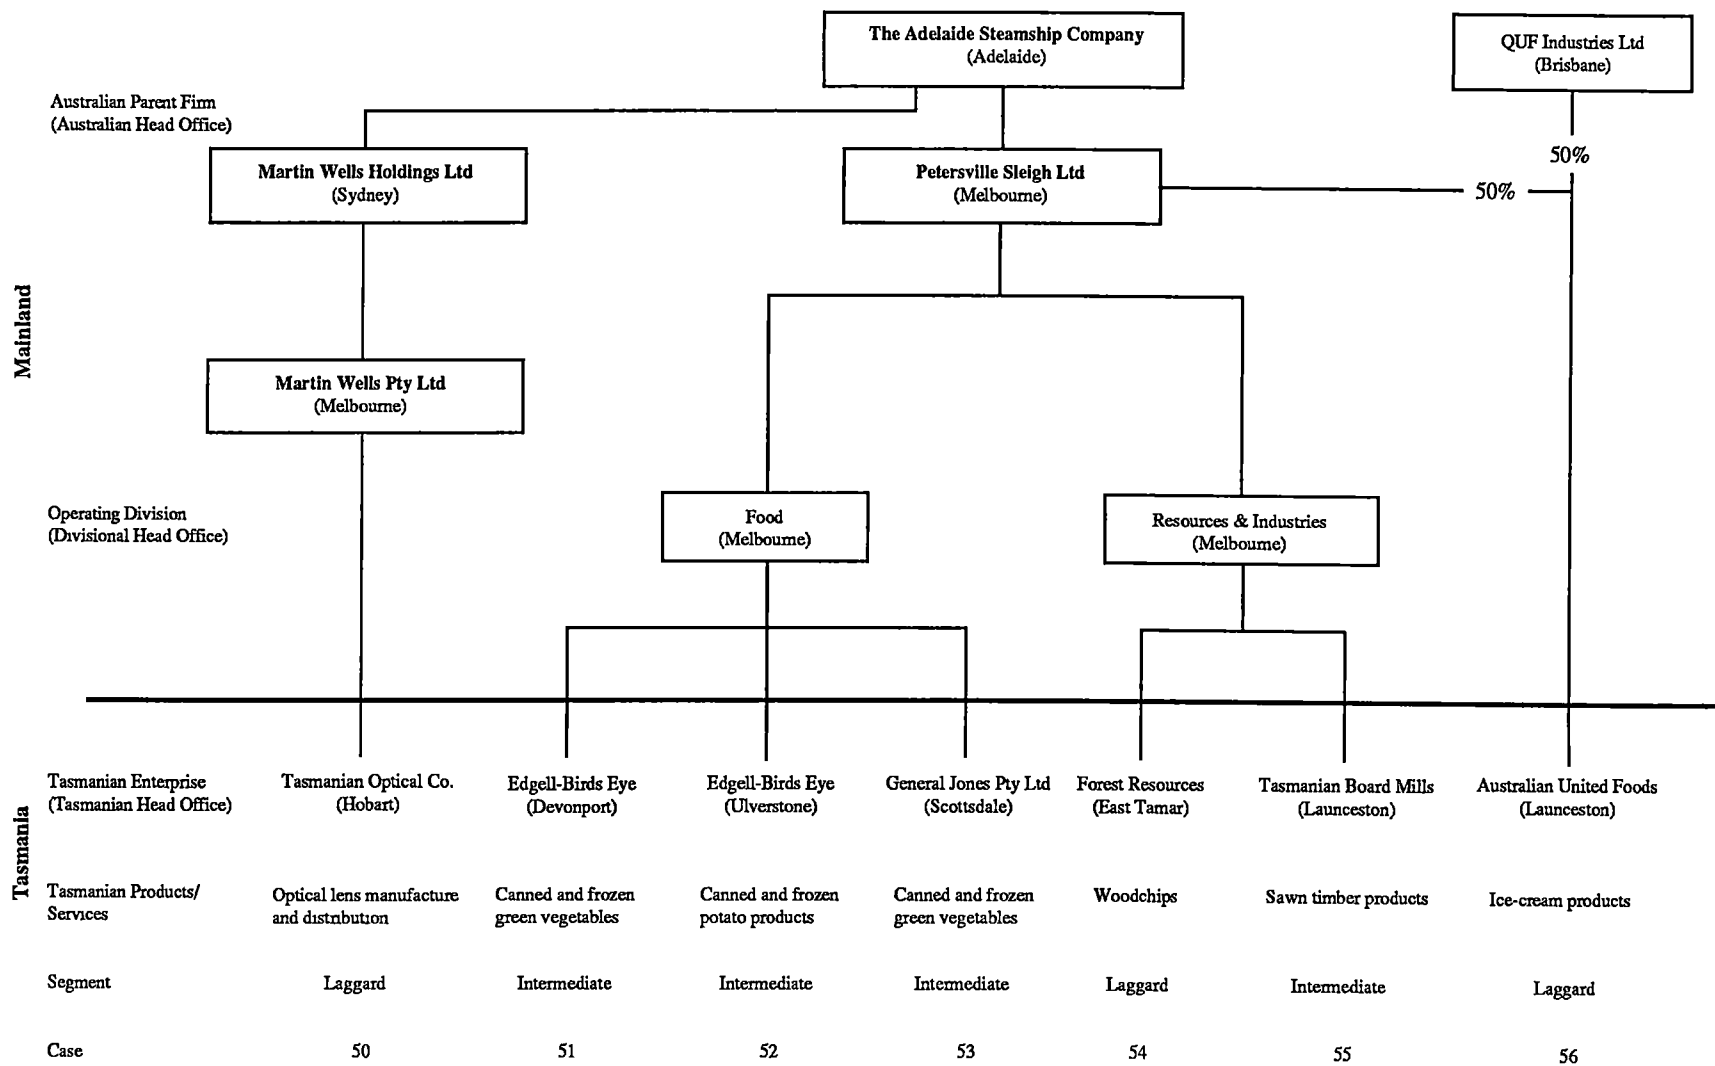 The Adelaide Steamship Company
(Adelaide)
QUF Industries Ltd
(Brisbane)
Australian Parent Firm
(Australian Head Office)
50%
Martin Wells Holdings Ltd
(Sydney)
Petersville Sleigh Ltd
(Melbourne)
50%
Mainland
Martin Wells Pty Ltd
(Melbourne)
Operating Division
(Divisional Head Office)
Food
(Melbourne)
Resources & Industries
(Melbourne)
Tasmania
Tasmanian Enterprise
(Tasmanian Head Office)
Tasmanian Optical Co.
(Hobart)
Edgell-Birds Eye
(Devonport)
Edgell-Birds Eye
(Ulverstone)
General Jones Pty Ltd
(Scottsdale)
Forest Resources
(East Tamar)
Tasmanian Board Mills
(Launceston)
Australian United Foods
(Launceston)
Tasmanian Products/
Services
Optical lens manufacture
and distribution
Canned and frozen
green vegetables
Canned and frozen
potato products
Canned and frozen
green vegetables
Woodchips
Sawn timber products
Ice-cream products
Segment
Laggard
Intermediate
Intermediate
Intermediate
Laggard
Intermediate
Laggard
Case
50
51
52
53
54
55
56